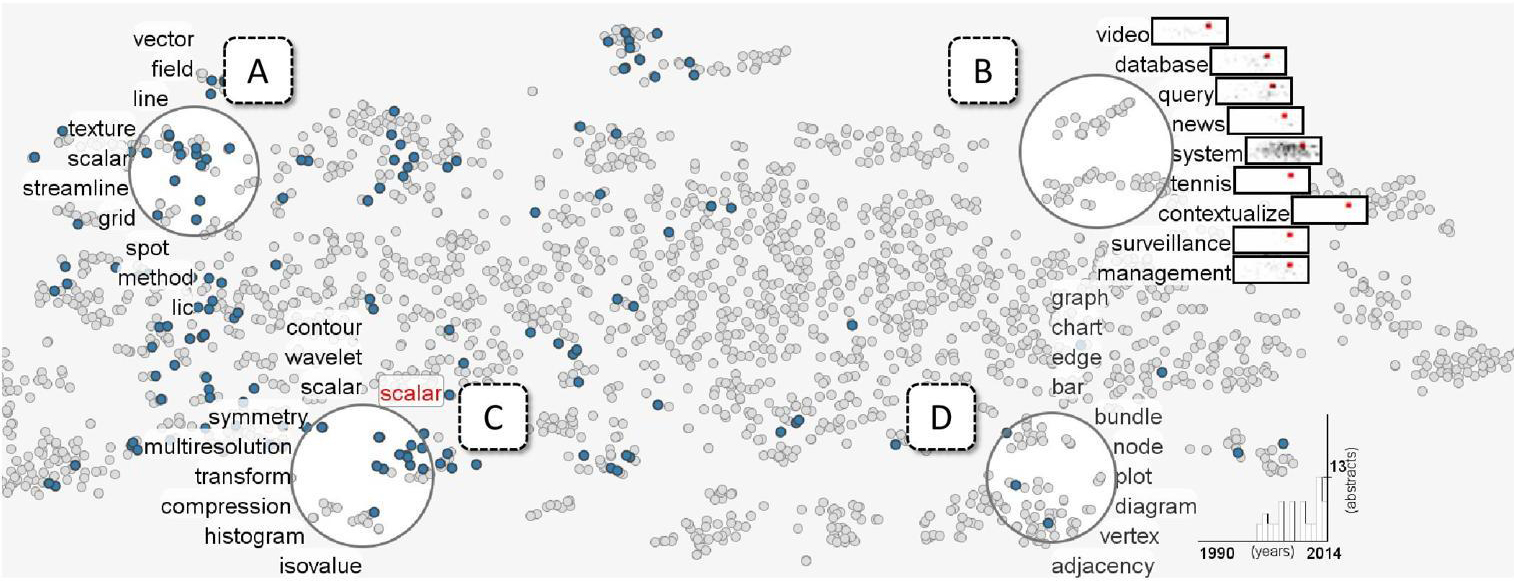 vector
field
line
texture
scalar
streamline
grid
spot
method
lic
A
B
video
database
query
news
system
tennis
contextualize
surveillance
management
contour
wavelet
scalar
scalar
symmetry
multiresolution
transform
compression
histogram
isovalue
C
D
graph
chart
edge
bar
bundle
node
plot
diagram
vertex
adjacency
13
(abstracts)
1990 (years) 2014